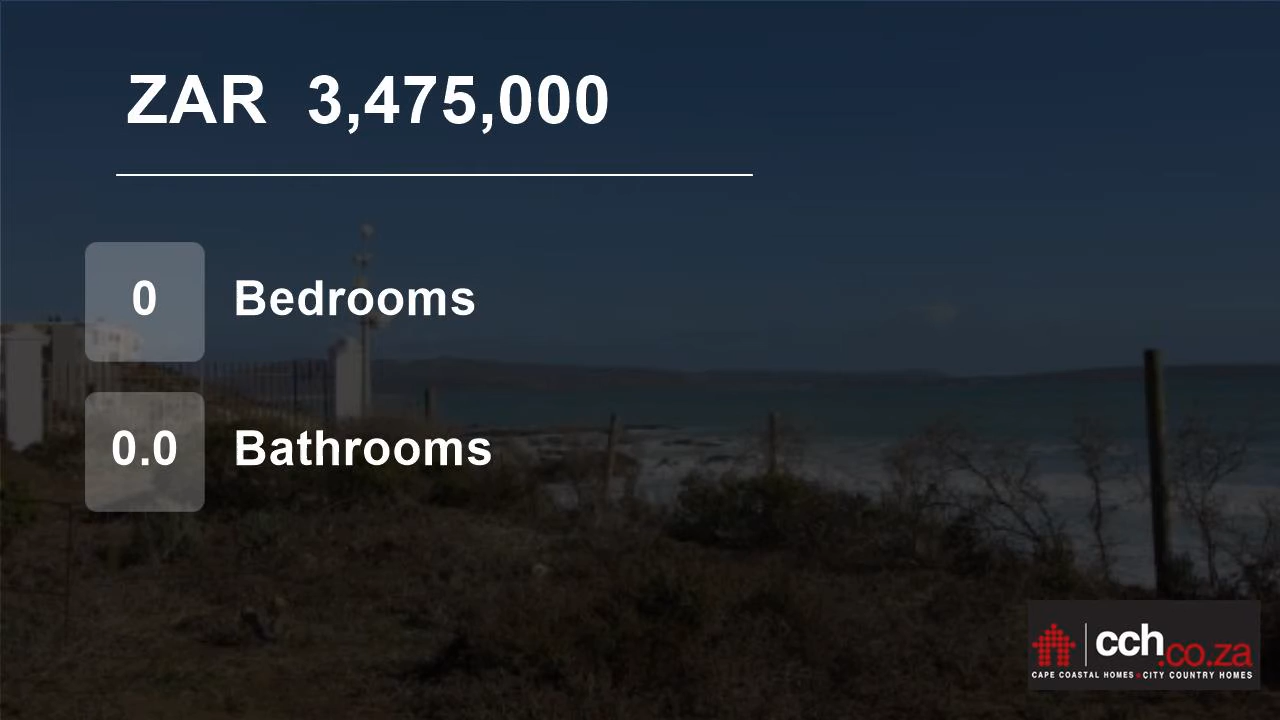 ZAR 3,475,000
0 Bedrooms
0.0 Bathrooms
cch.co.za
CAPE COASTAL HOMES CITY COUNTRY HOMES